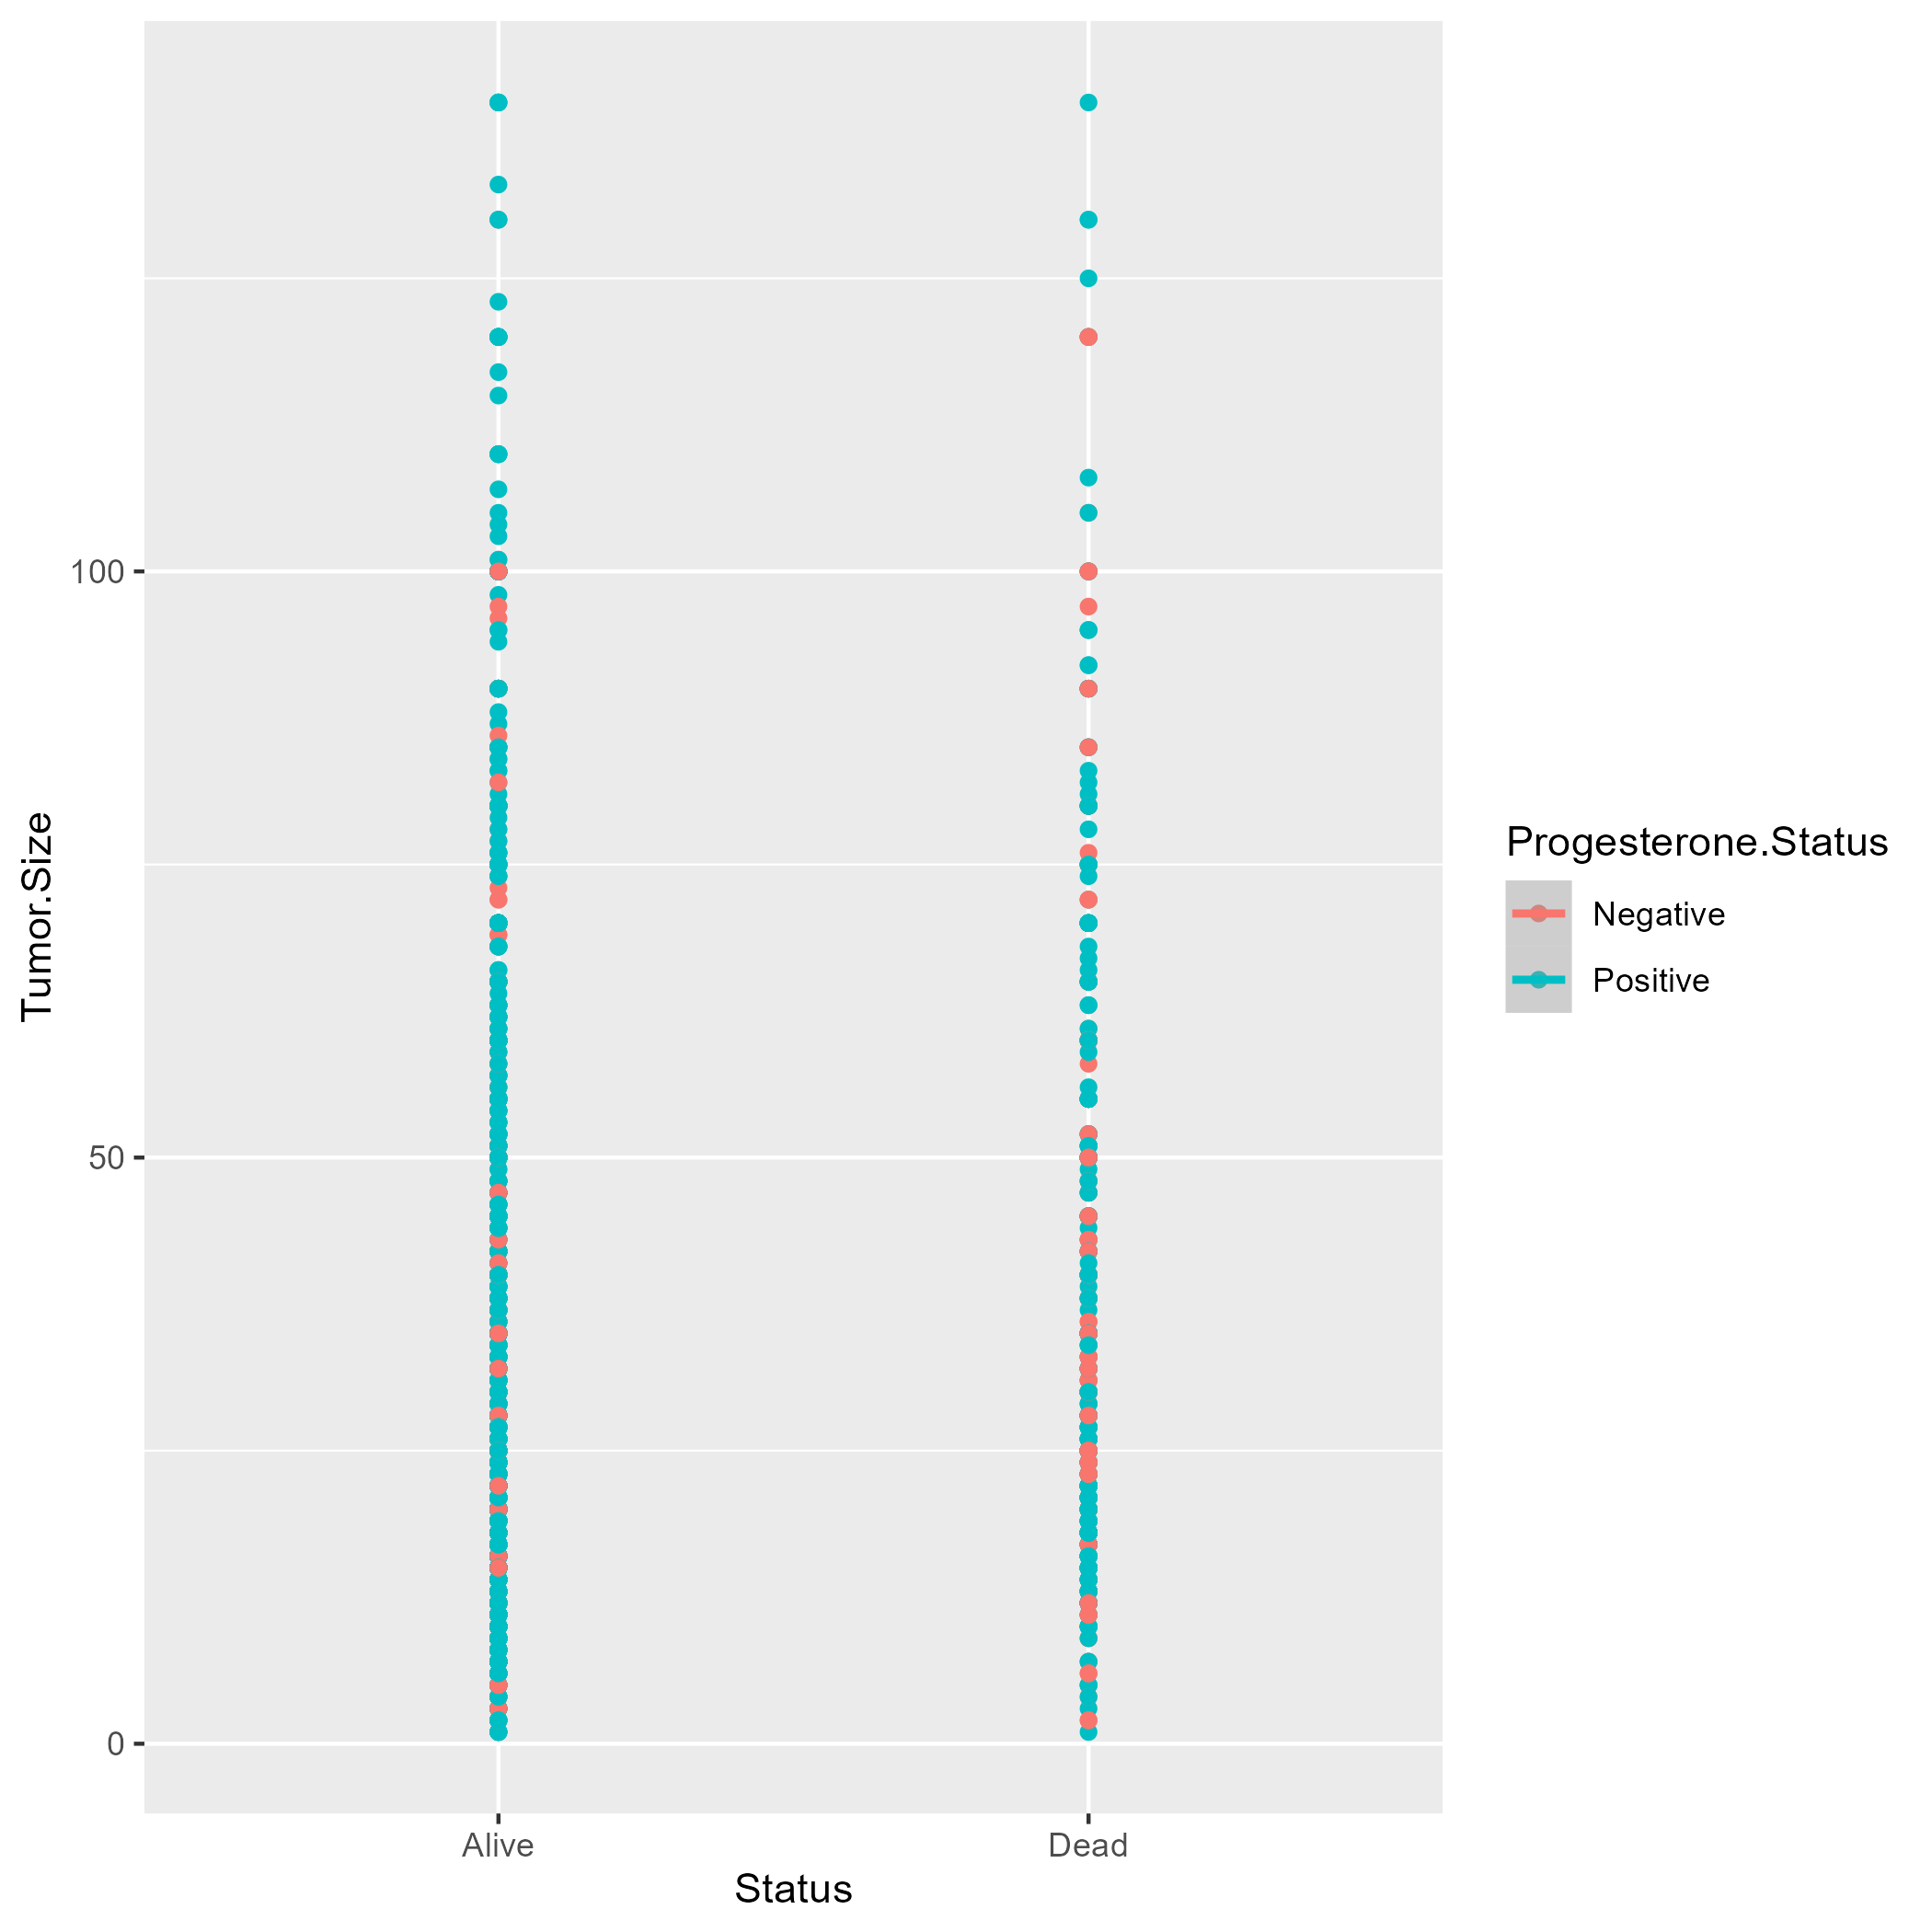 Tumor.Size
100
50
0
Alive
Dead
Status
Progesterone.Status
Negative
Positive